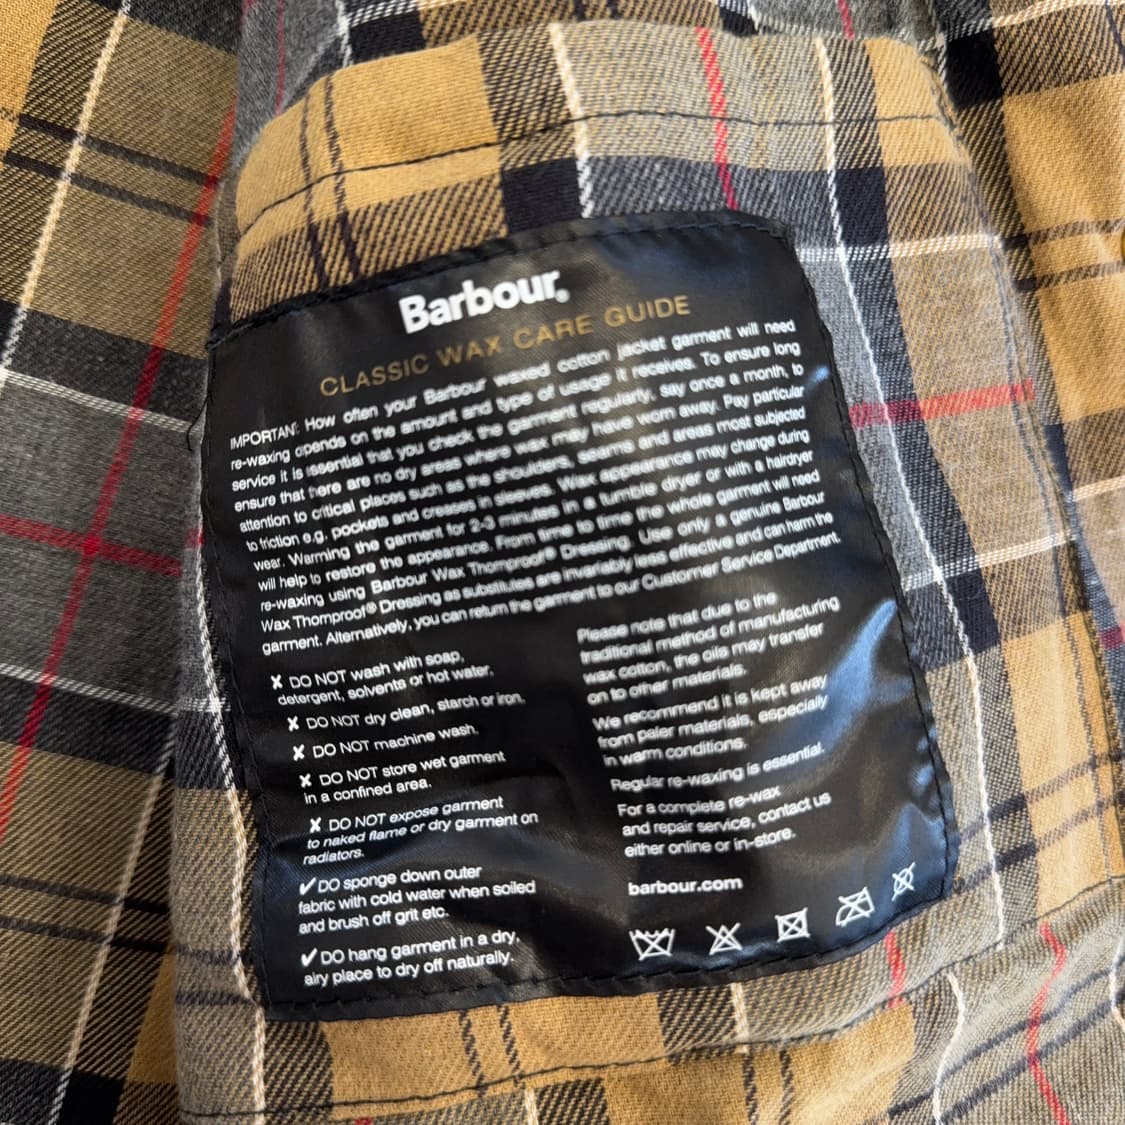 Barbour®
CLASSIC WAX CARE GUIDE
IMPORTANT: How often your Barbour waxed cotton jacket garment will need
re-waxing depends on the amount and type of usage it receives. To ensure long
service it is essential that you check the garment regularly, say once a month, to
ensure that there are no dry areas where wax may have worn away. Pay particular
attention to critical places such as the shoulders, seams and areas most subjected
to friction e.g. pockets and creases in sleeves. Wax appearance may change during
wear. Warming the garment for 2-3 minutes in a tumble dryer or with a hairdryer
will help to restore the appearance. From time to time the whole garment will need
re-waxing using Barbour Wax Thornproof® Dressing. Use only a genuine Barbour
Wax Thornproof® Dressing as substitutes are invariably less effective and can harm the
garment. Alternatively, you can return the garment to our Customer Service Department.
✘ DO NOT wash with soap,
detergent, solvents or hot water.
✘ DO NOT dry clean, starch or iron.
✘ DO NOT machine wash.
✘ DO NOT store wet garment
in a confined area.
✘ DO NOT expose garment
to naked flame or dry garment on
radiators.
✔ DO sponge down outer
fabric with cold water when soiled
and brush off grit etc.
✔ DO hang garment in a dry,
airy place to dry off naturally.
Please note that due to the
traditional method of manufacturing
wax cotton, the oils may transfer
on to other materials.
We recommend it is kept away
from paler materials, especially
in warm conditions.
Regular re-waxing is essential.
For a complete re-wax
and repair service, contact us
either online or in-store.
barbour.com